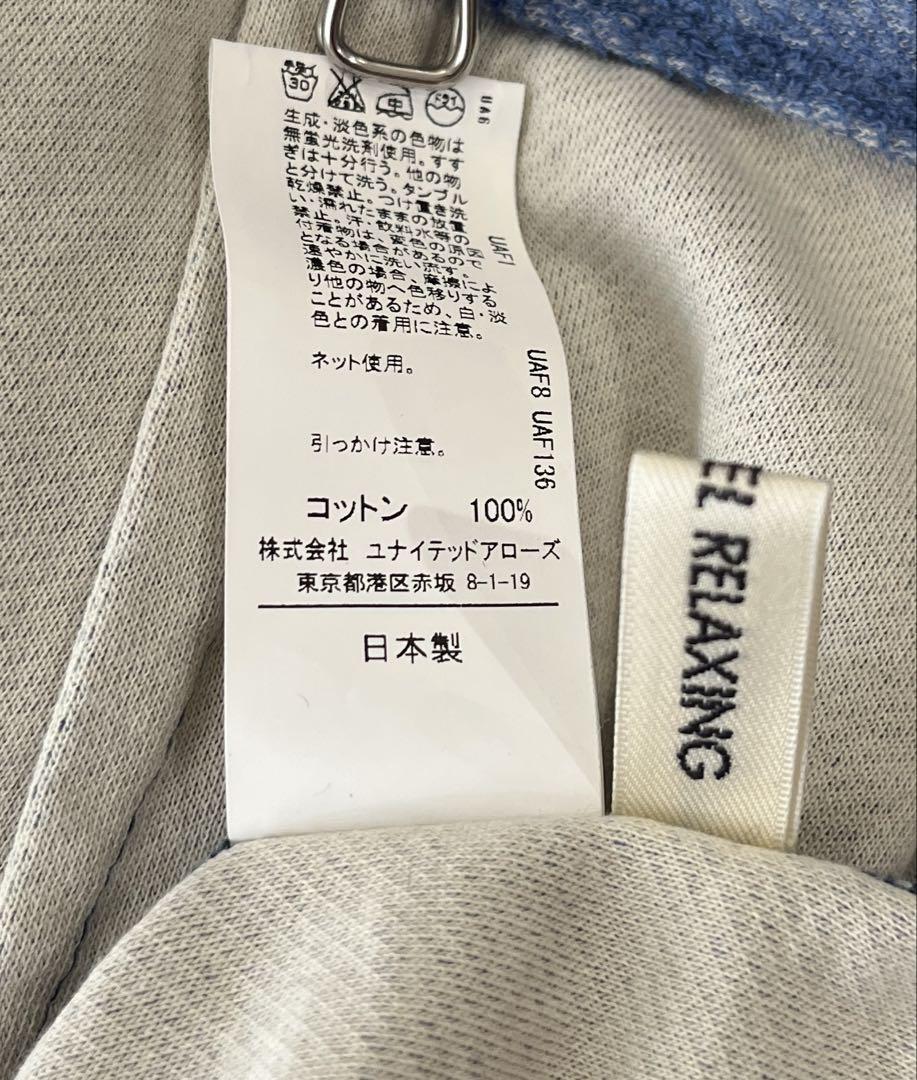 手洗イ
30
中
ドライ
UA6
生成・淡色系の色物は
無蛍光洗剤使用。すす
ぎは十分行う。他の物
と分けて洗う。タンブル
乾燥禁止。つけ置き洗
い・濡れたままの放置
禁止。汗・飲料水等の
付着物は、変色の原因
となる場合があるので
速やかに洗い流す。
濃色の場合、摩擦によ
り他の物へ色移りする
ことがあるため、白・淡
色との着用に注意。
UAF1
ネット使用。
UAF8 UAF136
引っかけ注意。
コットン 100%
株式会社 ユナイテッドアローズ
東京都港区赤坂 8-1-19
日本製
EL RELAXING